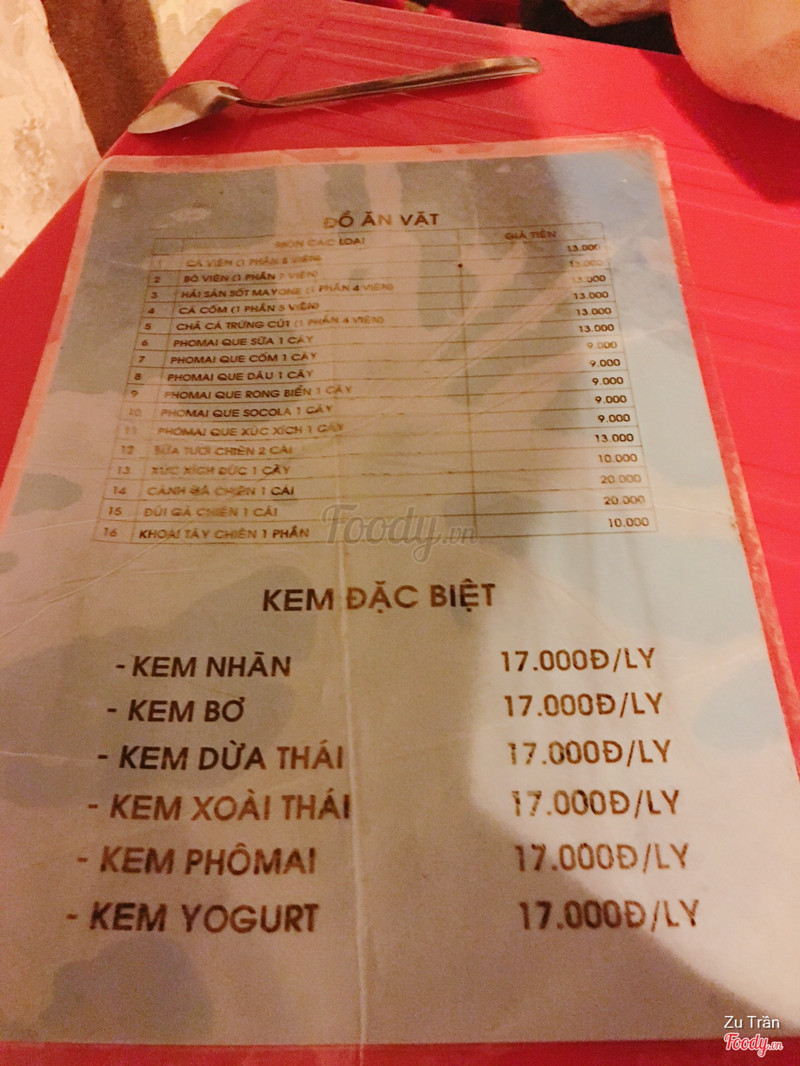 ĐỒ ĂN VẶT
MÓN CÁC LOẠI GIÁ TIỀN
1 CÁ VIÊN (1 PHẦN 8 VIÊN) 13.000
2 BÒ VIÊN (1 PHẦN 7 VIÊN) 13.000
3 HẢI SẢN SỐT MAYONE (1 PHẦN 4 VIÊN) 13.000
4 CÁ CỐM (1 PHẦN 5 VIÊN) 13.000
5 CHẢ CÁ TRỨNG CÚT (1 PHẦN 4 VIÊN) 13.000
6 PHOMAI QUE SỮA 1 CÂY 13.000
7 PHOMAI QUE CỐM 1 CÂY 9.000
8 PHOMAI QUE DÂU 1 CÂY 9.000
9 PHOMAI QUE RONG BIỂN 1 CÂY 9.000
10 PHOMAI QUE SOCOLA 1 CÂY 9.000
11 PHOMAI QUE XÚC XÍCH 1 CÂY 9.000
12 SỮA TƯƠI CHIÊN 2 CÁI 13.000
13 XÚC XÍCH ĐỨC 1 CÂY 10.000
14 CÁNH GÀ CHIÊN 1 CÁI 20.000
15 ĐÙI GÀ CHIÊN 1 CÁI 20.000
16 KHOAI TÂY CHIÊN 1 PHẦN 10.000
Foody.vn
KEM ĐẶC BIỆT
- KEM NHÃN 17.000Đ/LY
- KEM BƠ 17.000Đ/LY
- KEM DỪA THÁI 17.000Đ/LY
- KEM XOÀI THÁI 17.000Đ/LY
- KEM PHÔMAI 17.000Đ/LY
- KEM YOGURT 17.000Đ/LY
Zu Trần
Foody.vn